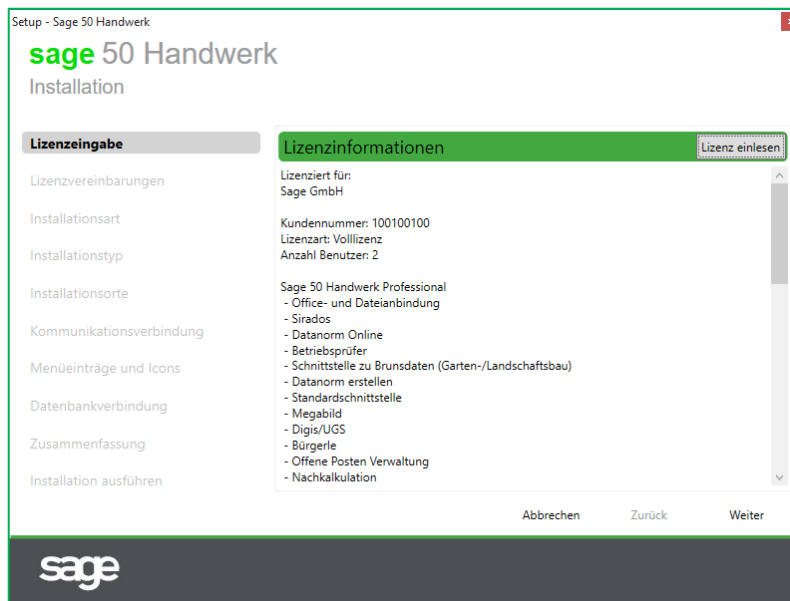 Setup - Sage 50 Handwerk
sage 50 Handwerk
Installation
Lizenzeingabe
Lizenzvereinbarungen
Installationsart
Installationstyp
Installationsorte
Kommunikationsverbindung
Menüeinträge und Icons
Datenbankverbindung
Zusammenfassung
Installation ausführen
Lizenzinformationen
Lizenz einlesen
Lizenziert für:
Sage GmbH
Kundennummer: 100100100
Lizenzart: Volllizenz
Anzahl Benutzer: 2
Sage 50 Handwerk Professional
- Office- und Dateianbindung
- Sirados
- Datanorm Online
- Betriebsprüfer
- Schnittstelle zu Brunsdaten (Garten-/Landschaftsbau)
- Datanorm erstellen
- Standardschnittstelle
- Megabild
- Digis/UGS
- Bürgerle
- Offene Posten Verwaltung
- Nachkalkulation
Abbrechen
Zurück
Weiter
sage